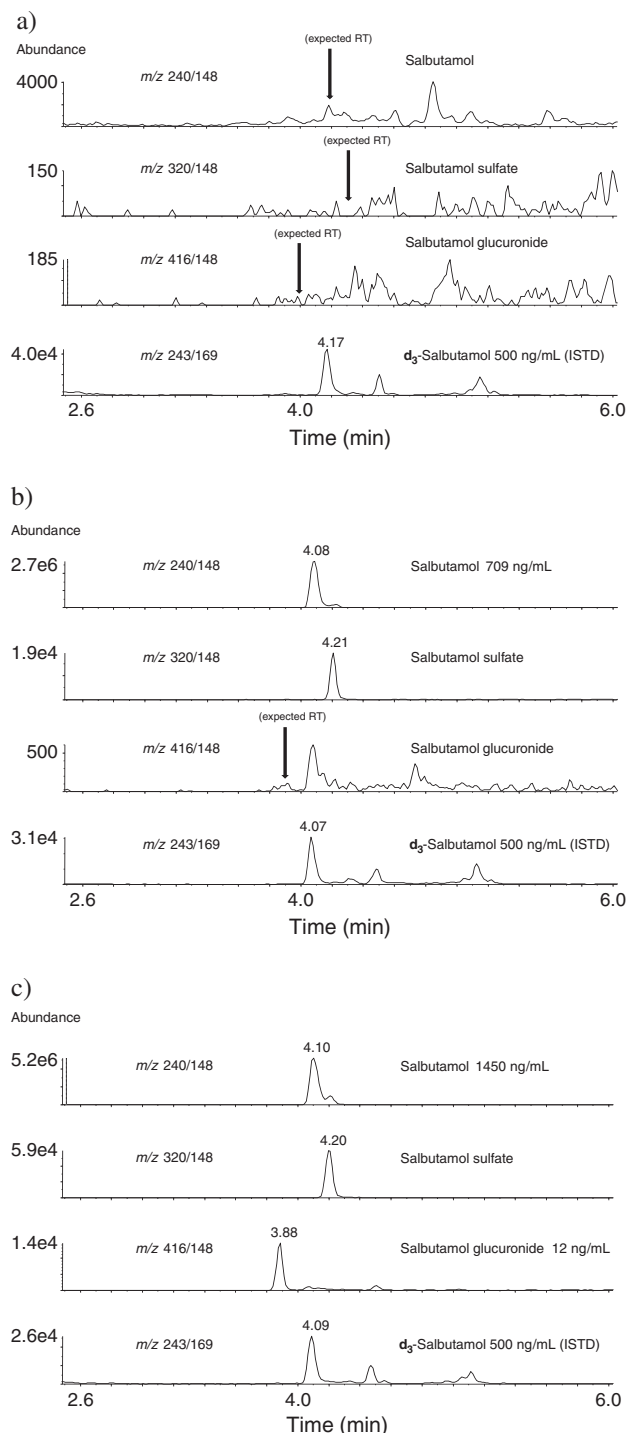 a)
Abundance
(expected RT)
4000 m/z 240/148 Salbutamol
(expected RT)
150 m/z 320/148 Salbutamol sulfate
(expected RT)
185 m/z 416/148 Salbutamol glucuronide
4.17
4.0e4 m/z 243/169 d3-Salbutamol 500 ng/mL (ISTD)
2.6 4.0 6.0
Time (min)
b)
Abundance
4.08
2.7e6 m/z 240/148 Salbutamol 709 ng/mL
4.21
1.9e4 m/z 320/148 Salbutamol sulfate
(expected RT)
500 m/z 416/148 Salbutamol glucuronide
4.07
3.1e4 m/z 243/169 d3-Salbutamol 500 ng/mL (ISTD)
2.6 4.0 6.0
Time (min)
c)
Abundance
4.10
5.2e6 m/z 240/148 Salbutamol 1450 ng/mL
4.20
5.9e4 m/z 320/148 Salbutamol sulfate
3.88
1.4e4 m/z 416/148 Salbutamol glucuronide 12 ng/mL
4.09
2.6e4 m/z 243/169 d3-Salbutamol 500 ng/mL (ISTD)
2.6 4.0 6.0
Time (min)